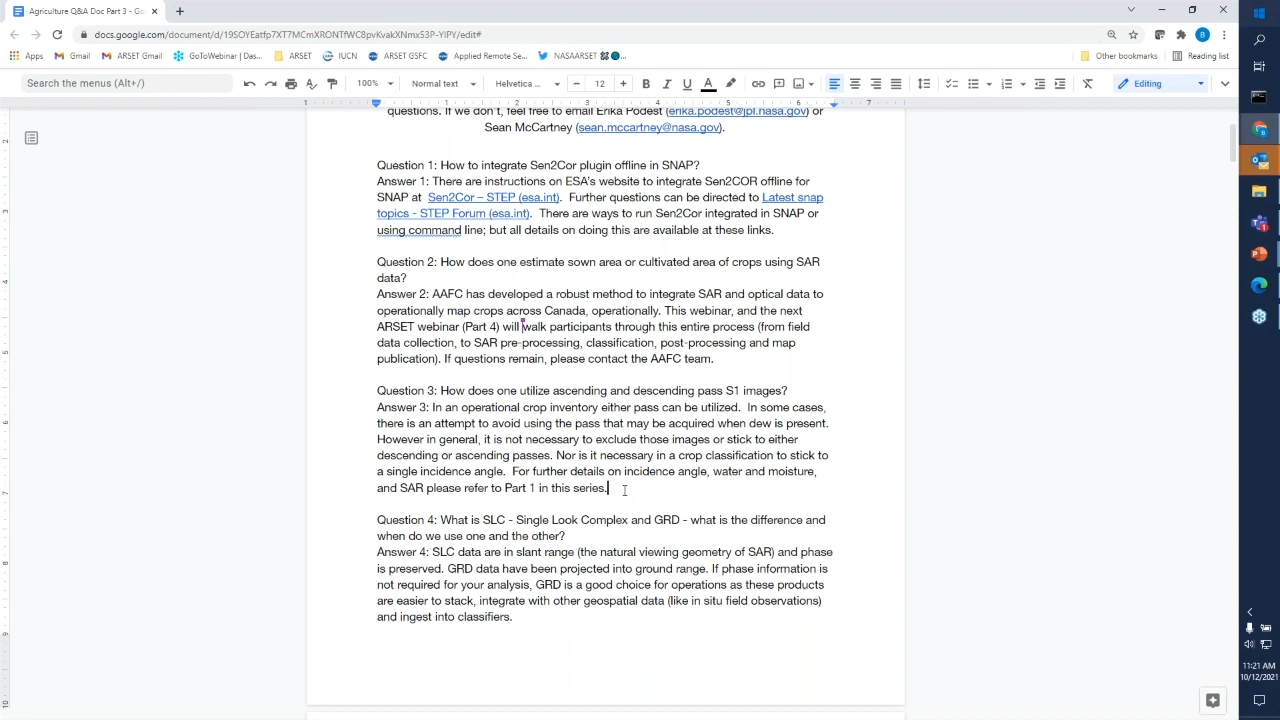 Agriculture Q&A Doc Part 3 - Go
docs.google.com/document/d/19SOYEatfp7XT7MCmXRONTfWC8pvKvakXNmx53P-YlPY/edit#
Apps
Gmail
ARSET Gmail
GoToWebinar | Das...
ARSET
IUCN
ARSET GSFC
Applied Remote Se...
NASAARSET
Other bookmarks
Reading list
Search the menus (Alt+/)
100%
Normal text
Helvetica ...
12
Editing
questions. If we don't, feel free to email Erika Podest (erika.podest@jpl.nasa.gov) or
Sean McCartney (sean.mccartney@nasa.gov).
Question 1: How to integrate Sen2Cor plugin offline in SNAP?
Answer 1: There are instructions on ESA's website to integrate Sen2COR offline for
SNAP at Sen2Cor – STEP (esa.int). Further questions can be directed to Latest snap
topics - STEP Forum (esa.int). There are ways to run Sen2Cor integrated in SNAP or
using command line; but all details on doing this are available at these links.
Question 2: How does one estimate sown area or cultivated area of crops using SAR
data?
Answer 2: AAFC has developed a robust method to integrate SAR and optical data to
operationally map crops across Canada, operationally. This webinar, and the next
ARSET webinar (Part 4) will walk participants through this entire process (from field
data collection, to SAR pre-processing, classification, post-processing and map
publication). If questions remain, please contact the AAFC team.
Question 3: How does one utilize ascending and descending pass S1 images?
Answer 3: In an operational crop inventory either pass can be utilized. In some cases,
there is an attempt to avoid using the pass that may be acquired when dew is present.
However in general, it is not necessary to exclude those images or stick to either
descending or ascending passes. Nor is it necessary in a crop classification to stick to
a single incidence angle. For further details on incidence angle, water and moisture,
and SAR please refer to Part 1 in this series.
Question 4: What is SLC - Single Look Complex and GRD - what is the difference and
when do we use one and the other?
Answer 4: SLC data are in slant range (the natural viewing geometry of SAR) and phase
is preserved. GRD data have been projected into ground range. If phase information is
not required for your analysis, GRD is a good choice for operations as these products
are easier to stack, integrate with other geospatial data (like in situ field observations)
and ingest into classifiers.
11:21 AM
10/12/2021